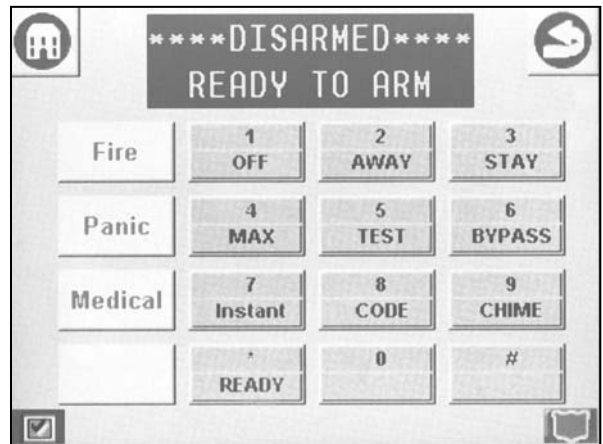 ****DISARMED****
READY TO ARM
Fire
1
OFF
2
AWAY
3
STAY
Panic
4
MAX
5
TEST
6
BYPASS
Medical
7
Instant
8
CODE
9
CHIME
*
READY
0
#